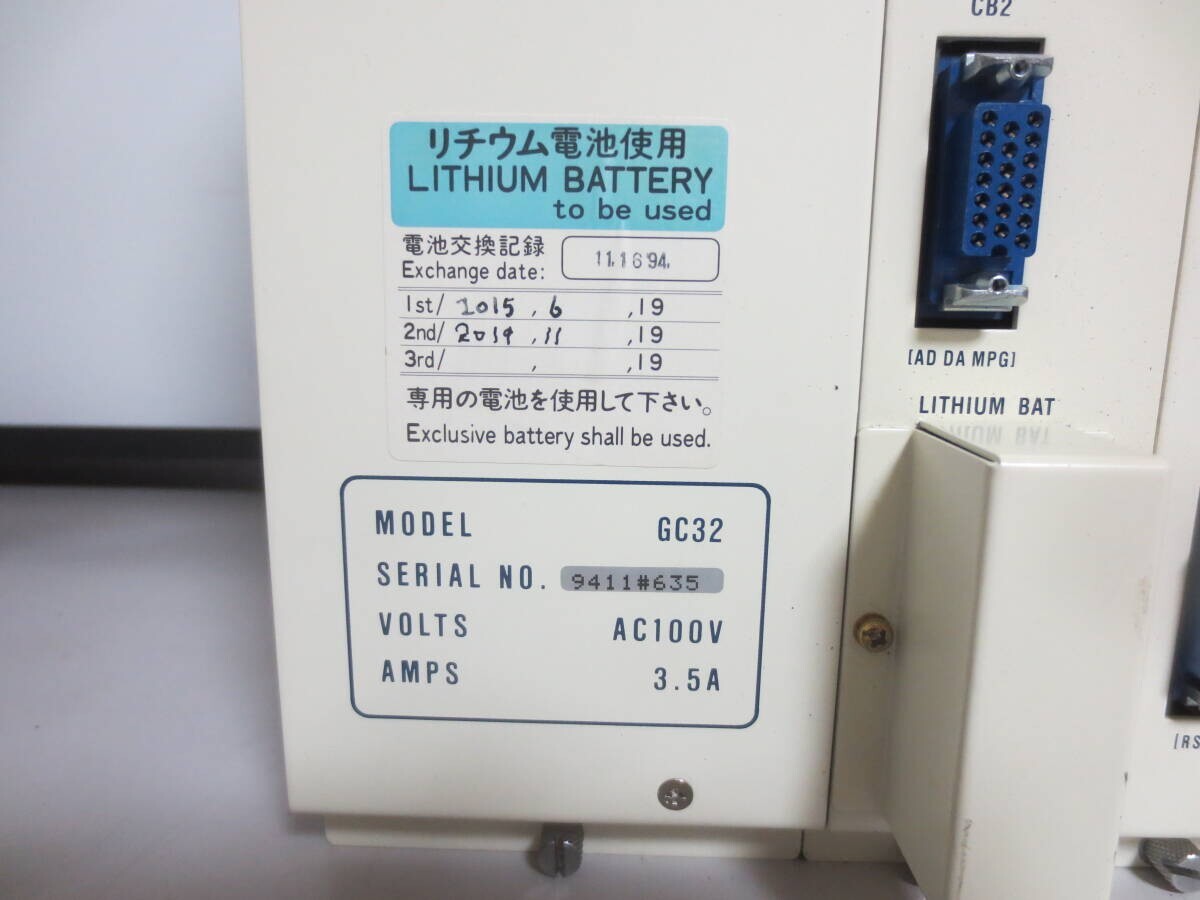 CB2
リチウム電池使用
LITHIUM BATTERY
to be used
電池交換記録
Exchange date:
11.16'94.
1st/ 2015 , 6 ,19
2nd/ 2019 , 11 ,19
3rd/ , ,19
専用の電池を使用して下さい。
Exclusive battery shall be used.
MODEL GC32
SERIAL NO. 9411#635
VOLTS AC100V
AMPS 3.5A
[AD DA MPG]
LITHIUM BAT
[RS